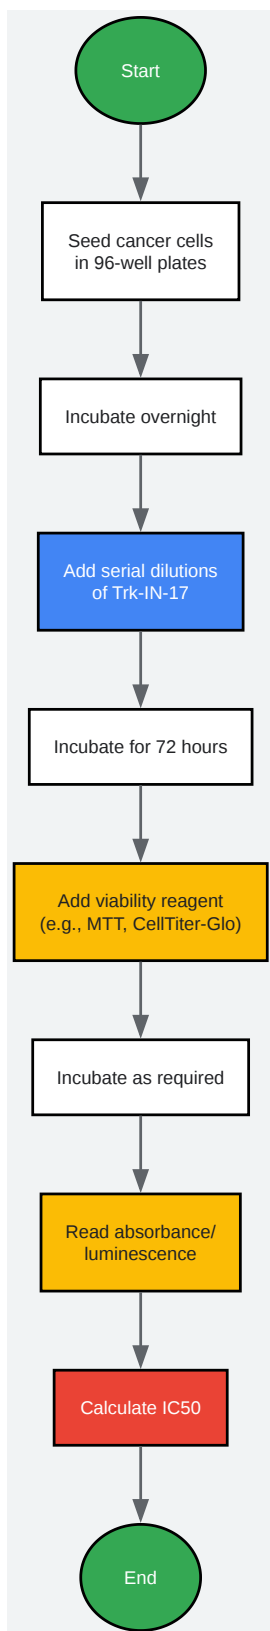 Start
Seed cancer cells
in 96-well plates
Incubate overnight
Add serial dilutions
of Trk-IN-17
Incubate for 72 hours
Add viability reagent
(e.g., MTT, CellTiter-Glo)
Incubate as required
Read absorbance/
luminescence
Calculate IC50
End